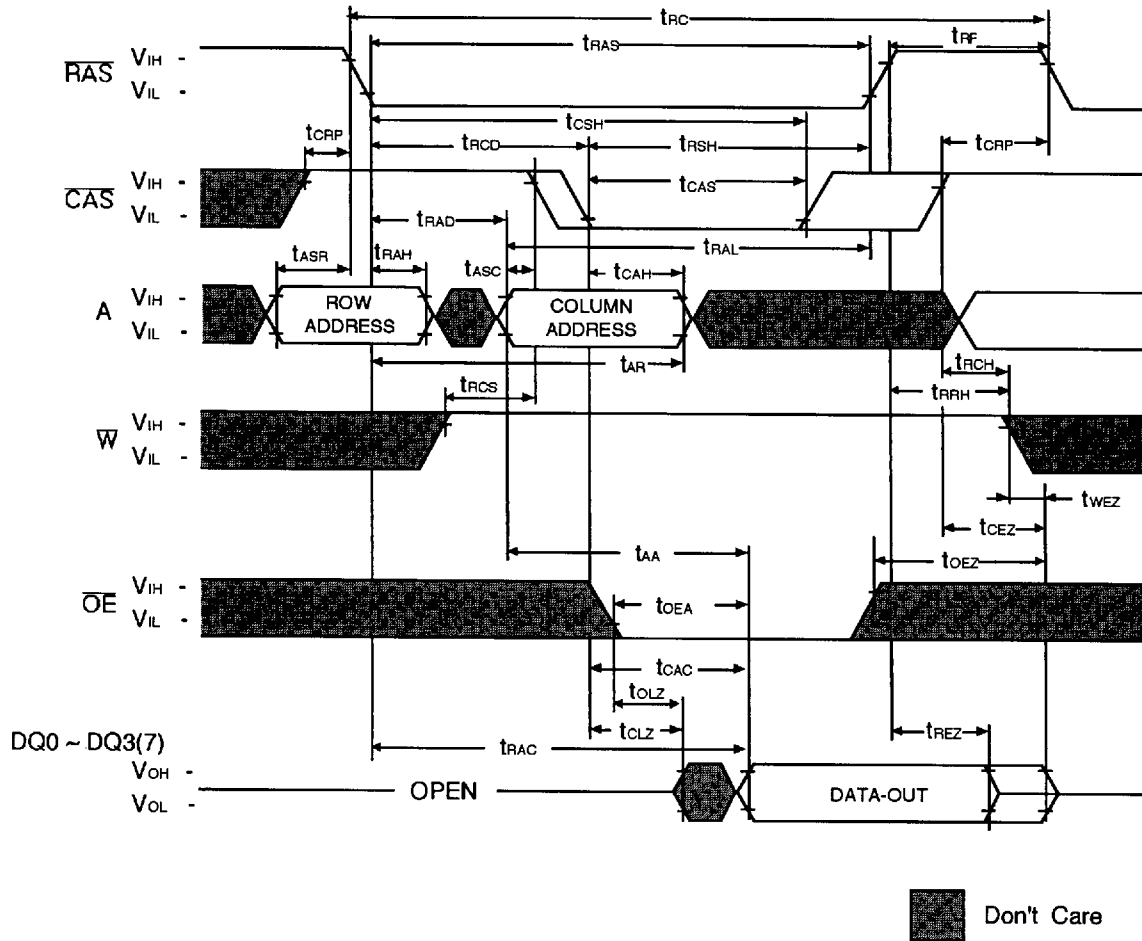 tRC
tRAS
tRF
RAS
VIH -
VIL -
tCSH
tCRP
tRCD
tRSH
tCRP
CAS
VIH -
VIL -
tCAS
tRAD
tRAL
tASR
tRAH
tASC
tCAH
A
VIH -
VIL -
ROW
ADDRESS
COLUMN
ADDRESS
tAR
tRCH
tRCS
tRRH
W
VIH -
VIL -
tWEZ
tCEZ
tAA
tOEZ
OE
VIH -
VIL -
tOEA
tCAC
tOLZ
tCLZ
tREZ
DQ0 ~ DQ3(7)
tRAC
VOH -
VOL -
OPEN
DATA-OUT
Don't Care